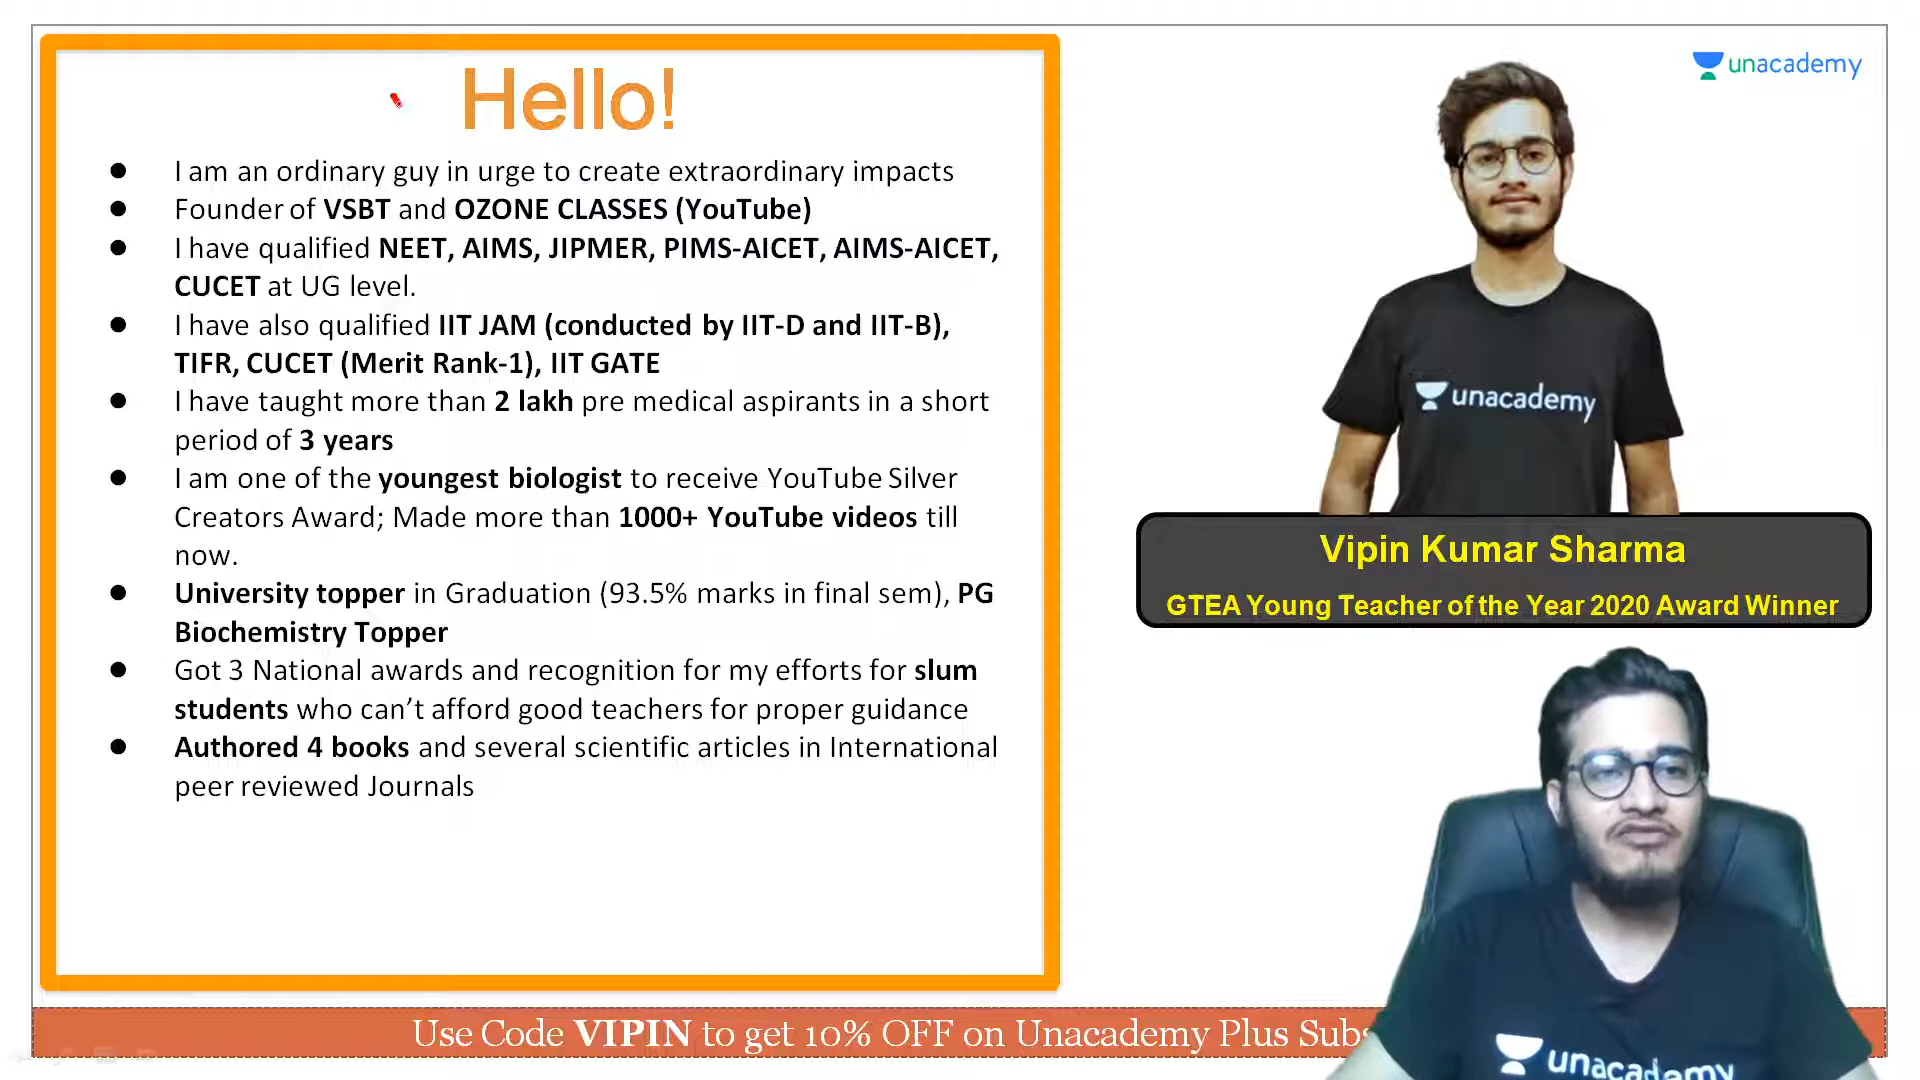 Hello!
● I am an ordinary guy in urge to create extraordinary impacts
● Founder of VSBT and OZONE CLASSES (YouTube)
● I have qualified NEET, AIMS, JIPMER, PIMS-AICET, AIMS-AICET,
CUCET at UG level.
● I have also qualified IIT JAM (conducted by IIT-D and IIT-B),
TIFR, CUCET (Merit Rank-1), IIT GATE
● I have taught more than 2 lakh pre medical aspirants in a short
period of 3 years
● I am one of the youngest biologist to receive YouTube Silver
Creators Award; Made more than 1000+ YouTube videos till
now.
● University topper in Graduation (93.5% marks in final sem), PG
Biochemistry Topper
● Got 3 National awards and recognition for my efforts for slum
students who can’t afford good teachers for proper guidance
● Authored 4 books and several scientific articles in International
peer reviewed Journals
unacademy
unacademy
Vipin Kumar Sharma
GTEA Young Teacher of the Year 2020 Award Winner
unacademy
Use Code VIPIN to get 10% OFF on Unacademy Plus Subs